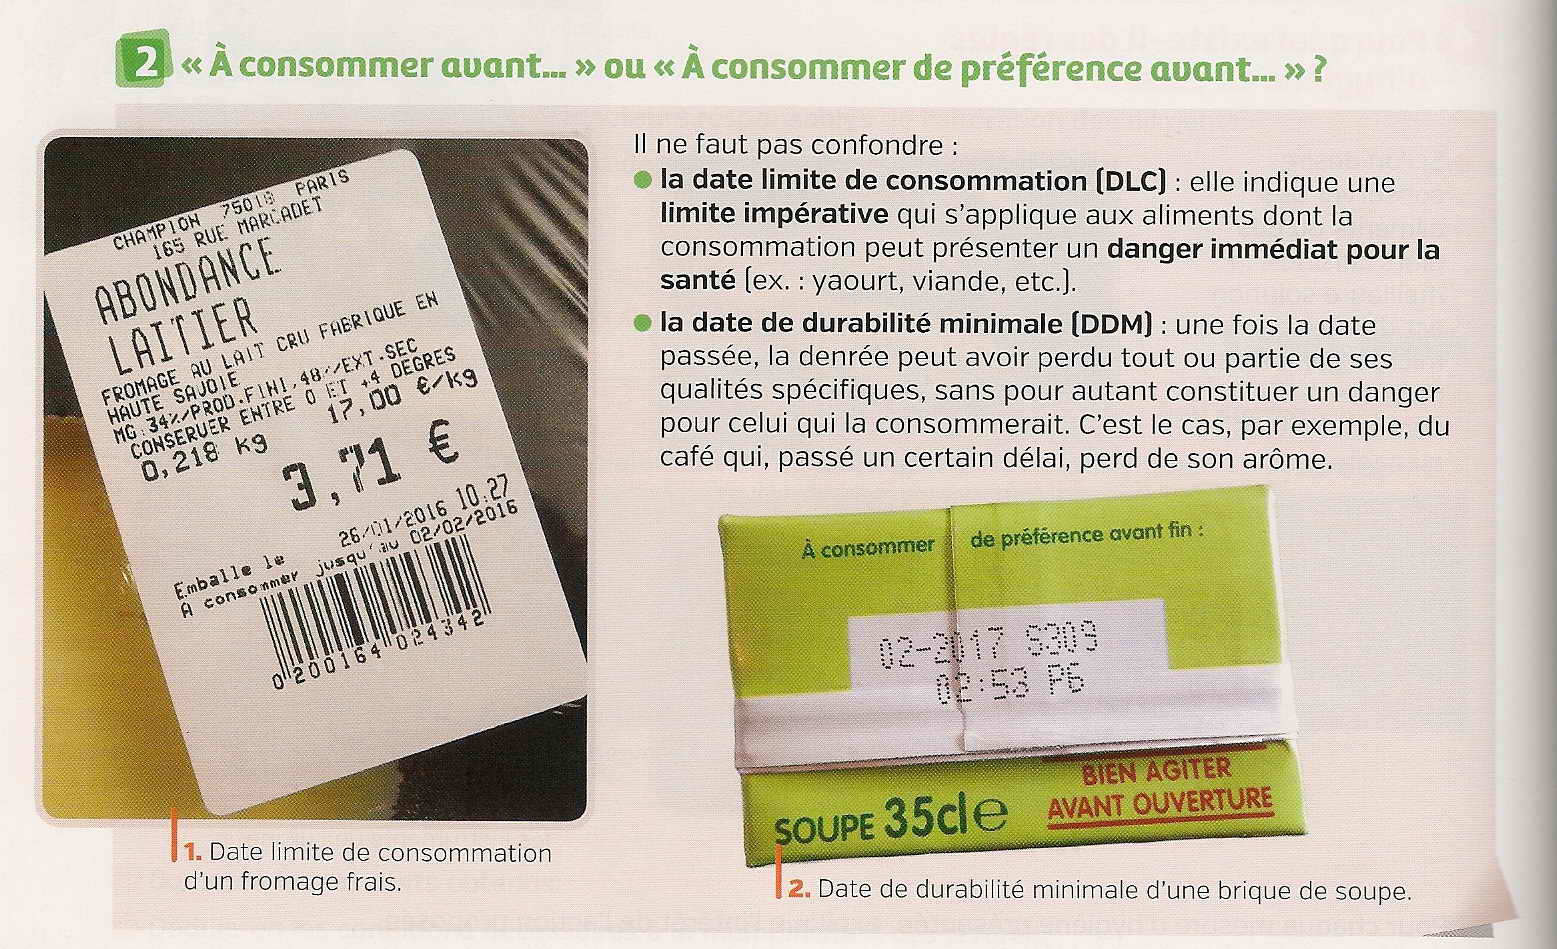 2 « À consommer avant... » ou « À consommer de préférence avant... » ?
CHAMPION 75018 PARIS
165 RUE MARCADET
ABONDANCE
LAITIER
FROMAGE AU LAIT CRU FABRIQUE EN
HAUTE SAVOIE
MG:34%/PROD.FINI,48%/EXT.SEC
CONSERVER ENTRE 0 ET +4 DEGRES
17,00 €/kg
0,218 kg
3,71 €
Emballe le 26/01/2016 10:27
A consommer jusqu'au 02/02/2016
0 200164 024342
1. Date limite de consommation
d'un fromage frais.
Il ne faut pas confondre :
● la date limite de consommation (DLC) : elle indique une
limite impérative qui s'applique aux aliments dont la
consommation peut présenter un danger immédiat pour la
santé (ex. : yaourt, viande, etc.).
● la date de durabilité minimale (DDM) : une fois la date
passée, la denrée peut avoir perdu tout ou partie de ses
qualités spécifiques, sans pour autant constituer un danger
pour celui qui la consommerait. C'est le cas, par exemple, du
café qui, passé un certain délai, perd de son arôme.
À consommer de préférence avant fin :
02-2017 S309
02:53 P6
BIEN AGITER
AVANT OUVERTURE
SOUPE 35cl e
2. Date de durabilité minimale d'une brique de soupe.